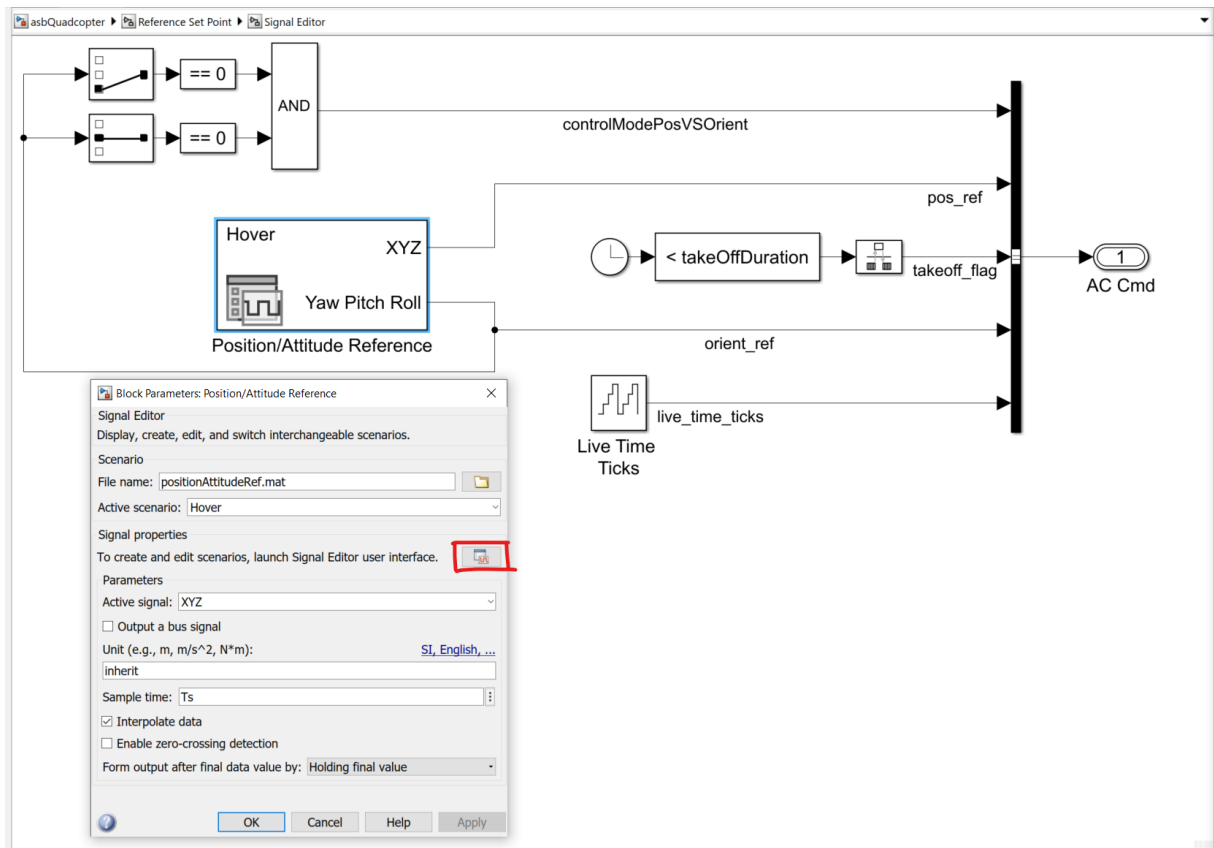 asbQuadcopter Reference Set Point Signal Editor
== 0
AND
== 0
controlModePosVSOrient
pos_ref
Hover
XYZ
Yaw Pitch Roll
Position/Attitude Reference
< takeOffDuration
takeoff_flag
1
AC Cmd
orient_ref
live_time_ticks
Live Time
Ticks
Block Parameters: Position/Attitude Reference
Signal Editor
Display, create, edit, and switch interchangeable scenarios.
Scenario
File name: positionAttitudeRef.mat
Active scenario: Hover
Signal properties
To create and edit scenarios, launch Signal Editor user interface.
Parameters
Active signal: XYZ
Output a bus signal
Unit (e.g., m, m/s^2, N*m): SI, English, ...
inherit
Sample time: Ts
Interpolate data
Enable zero-crossing detection
Form output after final data value by: Holding final value
OK Cancel Help Apply